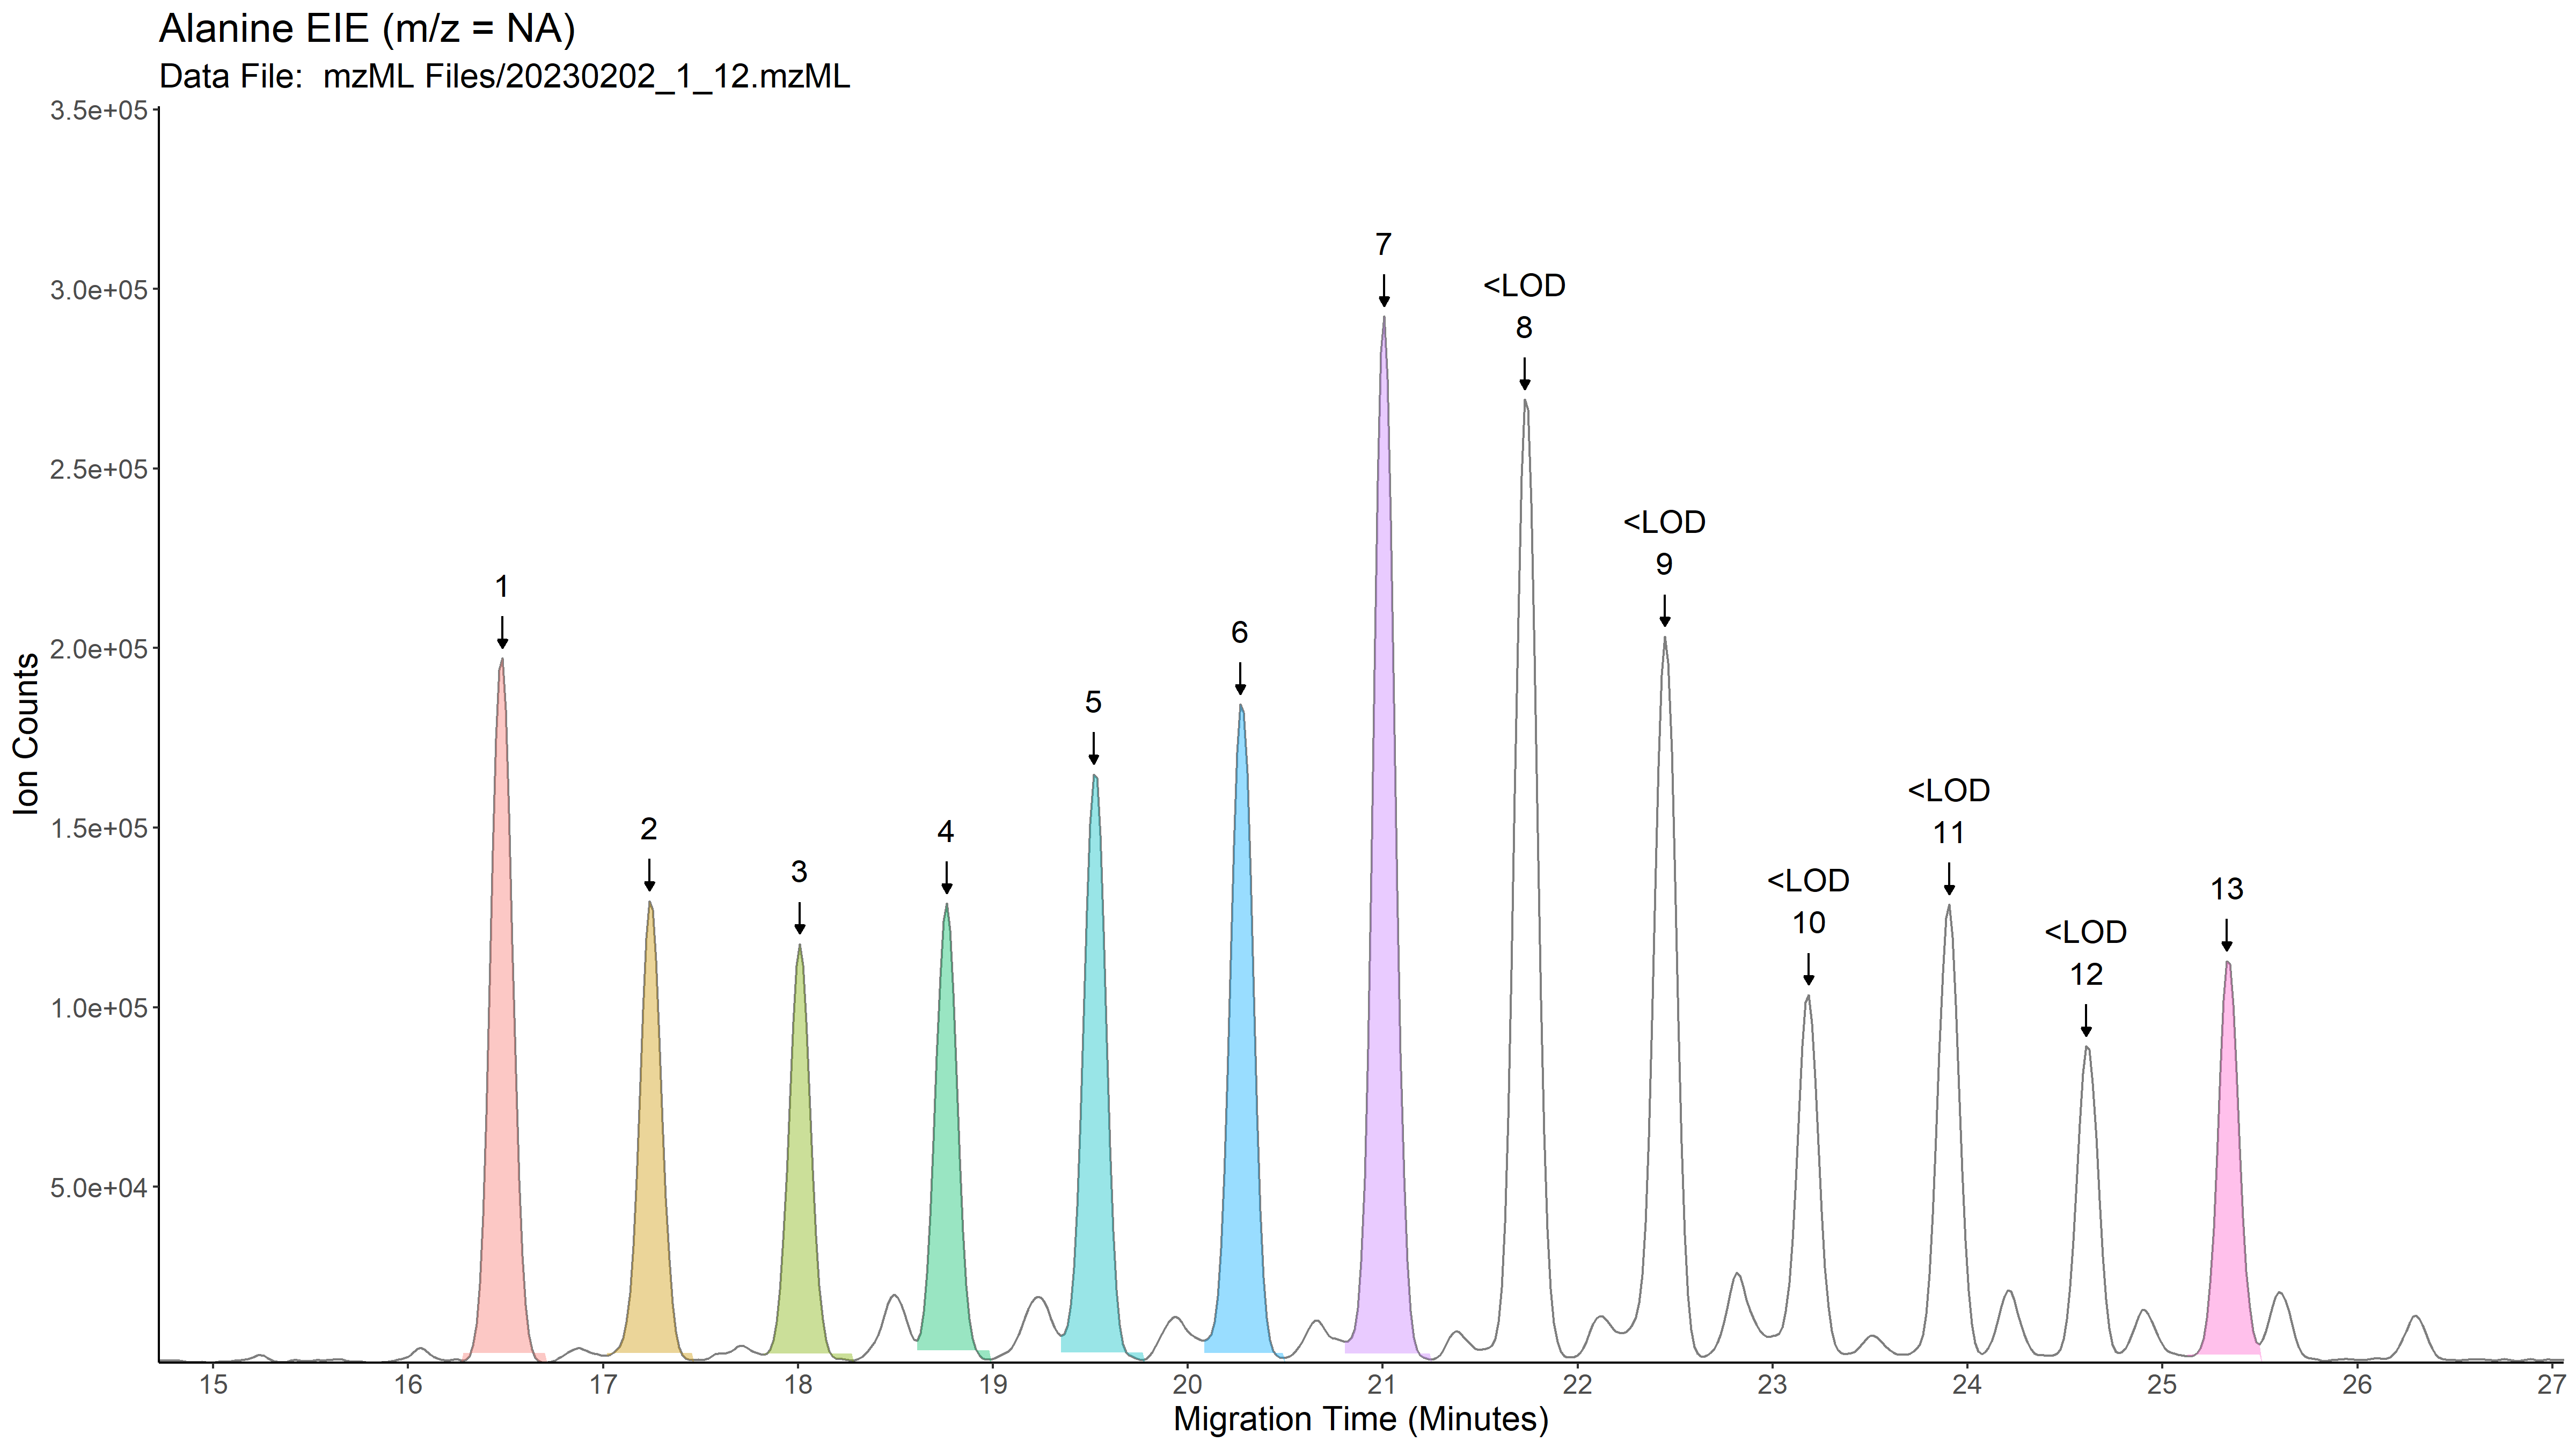 Alanine EIE (m/z = NA)
Data File:  mzML Files/20230202_1_12.mzML
3.5e+05
3.0e+05
2.5e+05
2.0e+05
1.5e+05
1.0e+05
5.0e+04
Ion Counts
1
2
3
4
5
6
7
<LOD
8
<LOD
9
<LOD
10
<LOD
11
<LOD
12
13
15 16 17 18 19 20 21 22 23 24 25 26 27
Migration Time (Minutes)